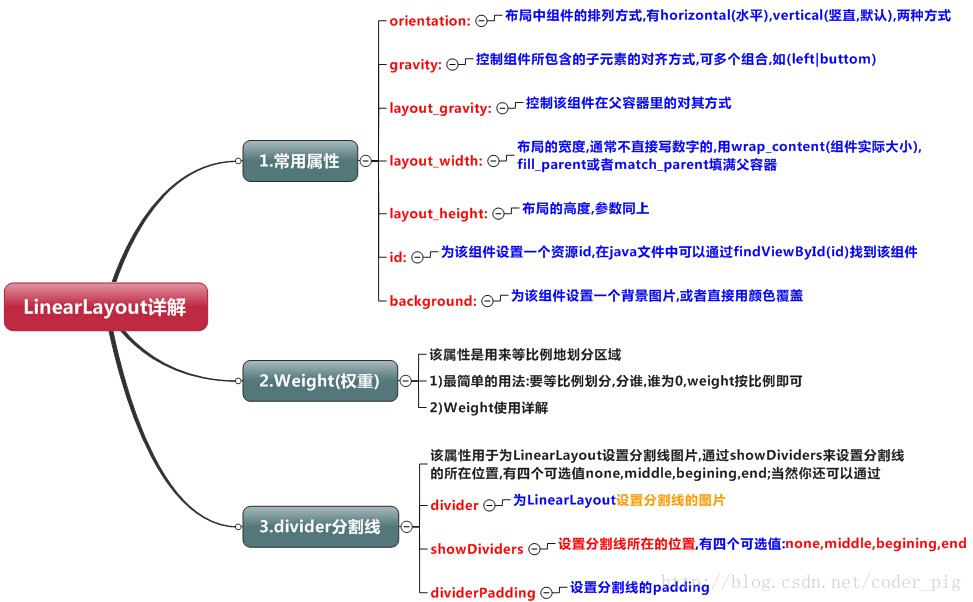 LinearLayout详解
1.常用属性
orientation:
布局中组件的排列方式,有horizontal(水平),vertical(竖直,默认),两种方式
gravity:
控制组件所包含的子元素的对齐方式,可多个组合,如(left|buttom)
layout_gravity:
控制该组件在父容器里的对其方式
layout_width:
布局的宽度,通常不直接写数字的,用wrap_content(组件实际大小),
fill_parent或者match_parent填满父容器
layout_height:
布局的高度,参数同上
id:
为该组件设置一个资源id,在java文件中可以通过findViewById(id)找到该组件
background:
为该组件设置一个背景图片,或者直接用颜色覆盖
2.Weight(权重)
该属性是用来等比例地划分区域
1)最简单的用法:要等比例划分,分谁,谁为0,weight按比例即可
2)Weight使用详解
3.divider分割线
该属性用于为LinearLayout设置分割线图片,通过showDividers来设置分割线
的所在位置,有四个可选值none,middle,begining,end;当然你还可以通过
divider
为LinearLayout设置分割线的图片
showDividers
设置分割线所在的位置,有四个可选值:none,middle,begining,end
dividerPadding
设置分割线的padding
http://blog.csdn.net/coder_pig